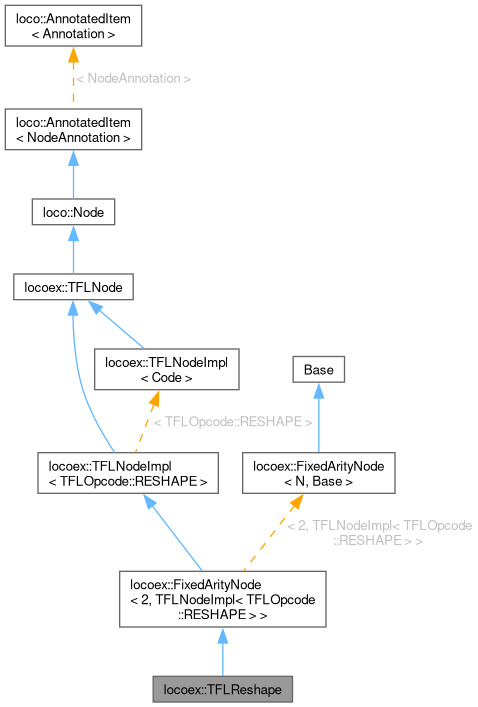 loco::AnnotatedItem
< Annotation >
< NodeAnnotation >
loco::AnnotatedItem
< NodeAnnotation >
loco::Node
locoex::TFLNode
locoex::TFLNodeImpl
< Code >
Base
< TFLOpcode::RESHAPE >
locoex::TFLNodeImpl
< TFLOpcode::RESHAPE >
locoex::FixedArityNode
< N, Base >
< 2, TFLNodeImpl< TFLOpcode
::RESHAPE > >
locoex::FixedArityNode
< 2, TFLNodeImpl< TFLOpcode
::RESHAPE > >
locoex::TFLReshape